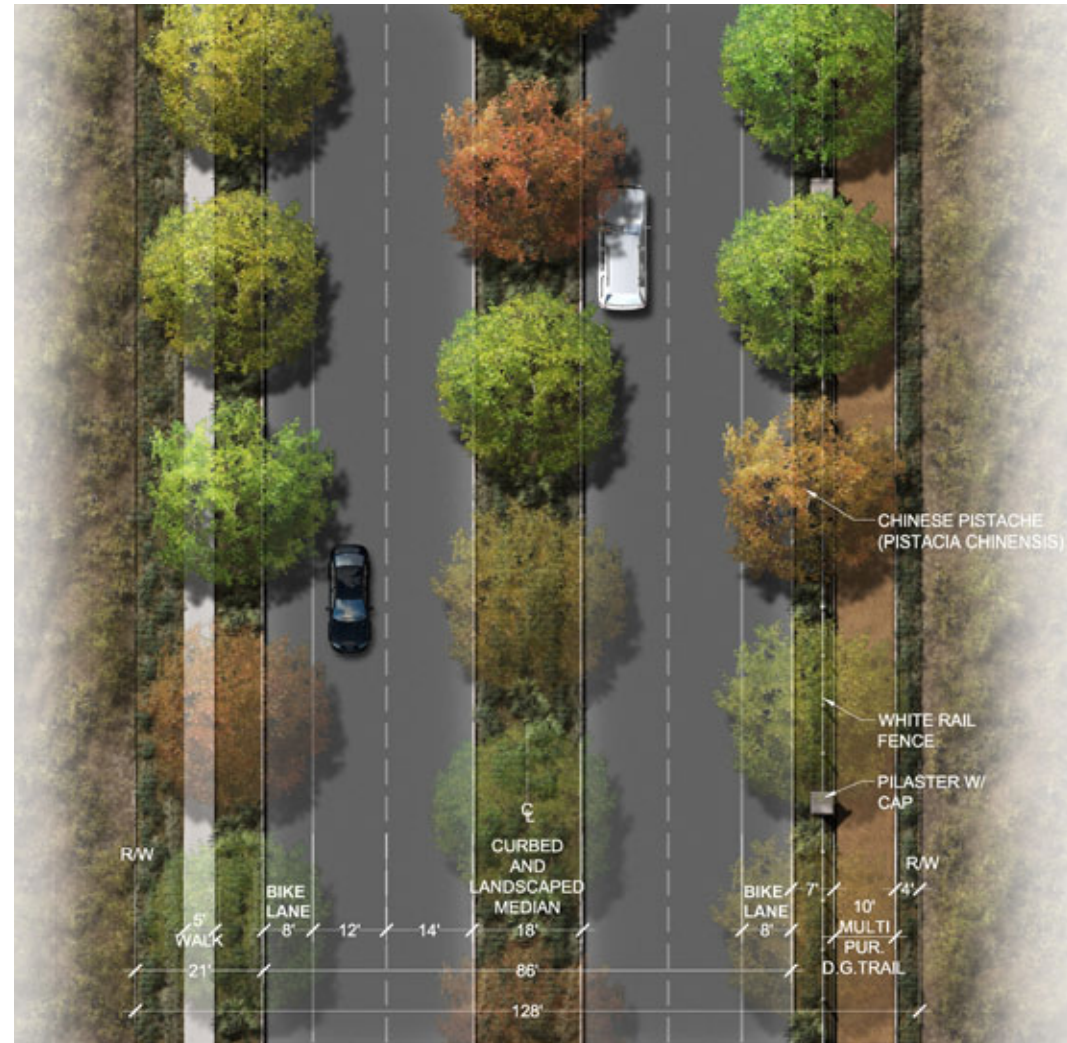 CHINESE PISTACHE
(PISTACIA CHINENSIS)
WHITE RAIL
FENCE
PILASTER W/
CAP
R/W
℄
CURBED
AND
LANDSCAPED
MEDIAN
R/W
5'
WALK
BIKE
LANE
8'
12'
14'
18'
BIKE
LANE
8'
7'
10'
MULTI
PUR.
D.G.TRAIL
4'
21'
86'
128'